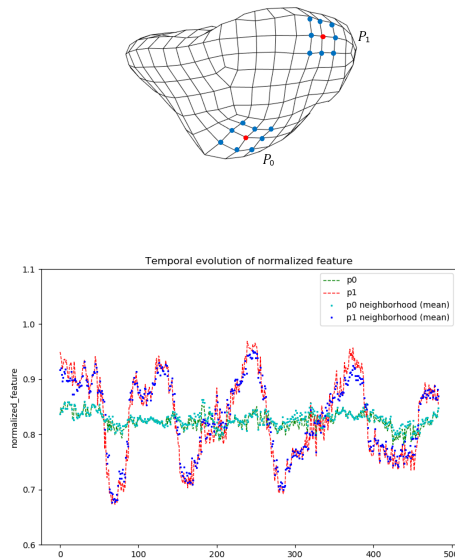 P1
P0
Temporal evolution of normalized feature
1.1
1.0
0.9
0.8
0.7
0.6
normalized_feature
p0
p1
p0 neighborhood (mean)
p1 neighborhood (mean)
0 100 200 300 400 500